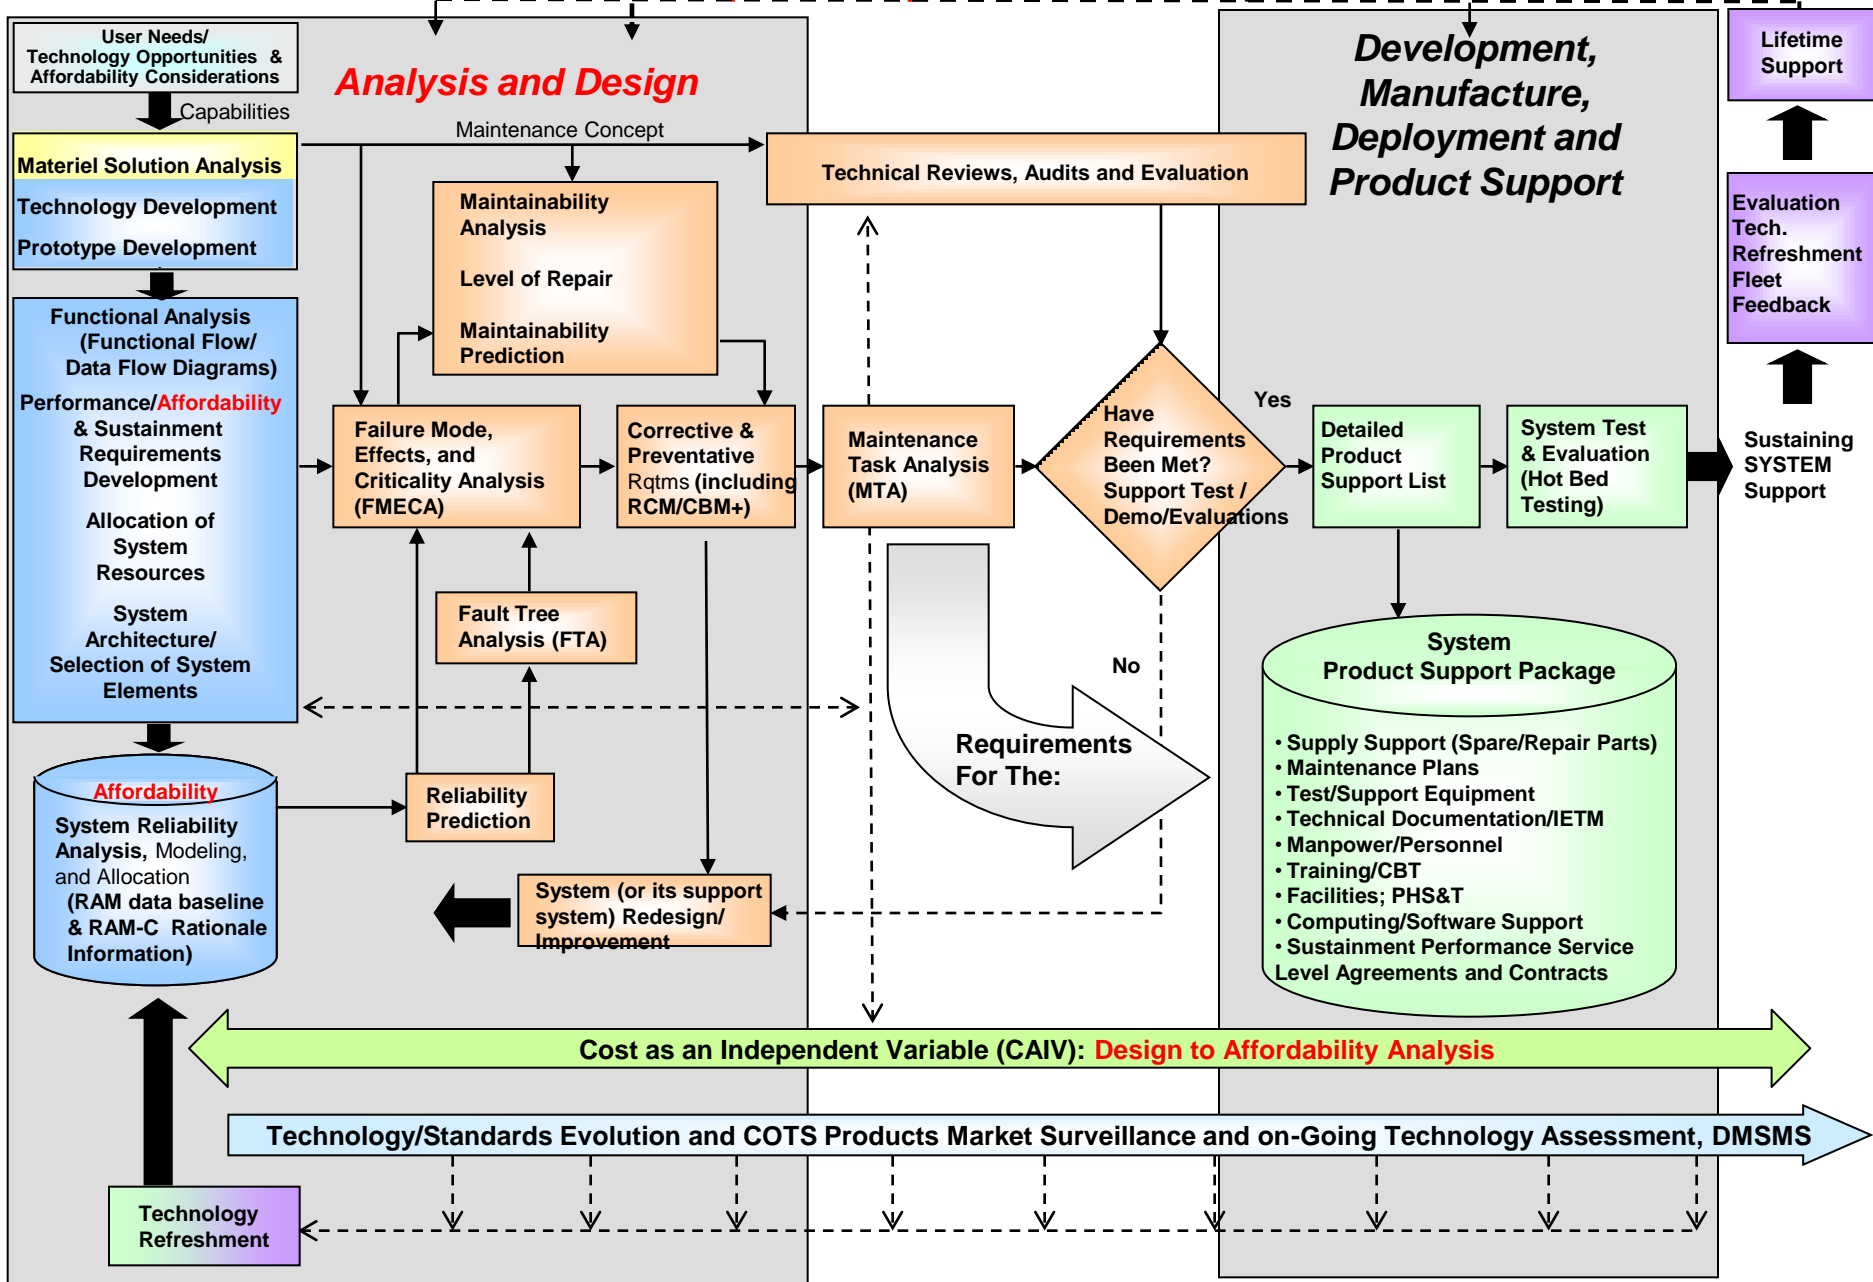 User Needs/
Technology Opportunities &
Affordability Considerations
Capabilities
Materiel Solution Analysis
Technology Development
Prototype Development
Functional Analysis
(Functional Flow/
Data Flow Diagrams)
Performance/Affordability
& Sustainment
Requirements
Development
Allocation of
System
Resources
System
Architecture/
Selection of System
Elements
Affordability
System Reliability
Analysis, Modeling,
and Allocation
(RAM data baseline
& RAM-C Rationale
Information)
Technology
Refreshment
Analysis and Design
Maintenance Concept
Maintainability
Analysis
Level of Repair
Maintainability
Prediction
Failure Mode,
Effects, and
Criticality Analysis
(FMECA)
Corrective &
Preventative
Rqtms (including
RCM/CBM+)
Fault Tree
Analysis (FTA)
Reliability
Prediction
System (or its support
system) Redesign/
Improvement
Technical Reviews, Audits and Evaluation
Maintenance
Task Analysis
(MTA)
Have
Requirements
Been Met?
Support Test /
Demo/Evaluations
Yes
No
Requirements
For The:
Development,
Manufacture,
Deployment and
Product Support
Detailed
Product
Support List
System Test
& Evaluation
(Hot Bed
Testing)
System
Product Support Package
• Supply Support (Spare/Repair Parts)
• Maintenance Plans
• Test/Support Equipment
• Technical Documentation/IETM
• Manpower/Personnel
• Training/CBT
• Facilities; PHS&T
• Computing/Software Support
• Sustainment Performance Service
Level Agreements and Contracts
Lifetime
Support
Evaluation
Tech.
Refreshment
Fleet
Feedback
Sustaining
SYSTEM
Support
Cost as an Independent Variable (CAIV): Design to Affordability Analysis
Technology/Standards Evolution and COTS Products Market Surveillance and on-Going Technology Assessment, DMSMS